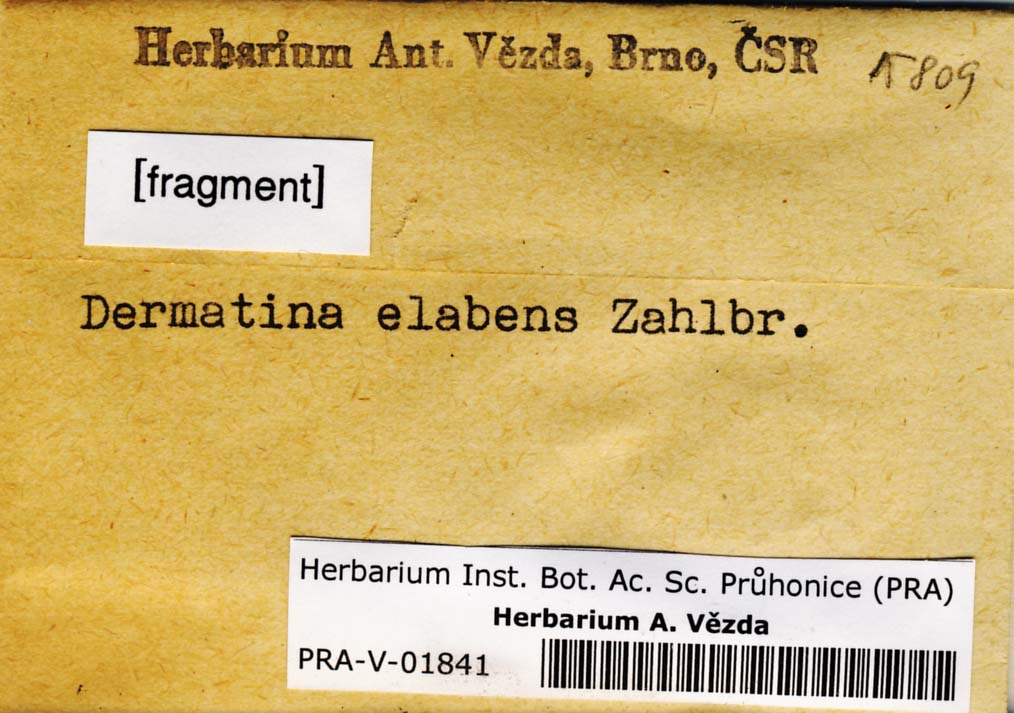 Herbarium Ant. Vězda, Brno, ČSR
15809
[fragment]
Dermatina elabens Zahlbr.
Herbarium Inst. Bot. Ac. Sc. Průhonice (PRA)
Herbarium A. Vězda
PRA-V-01841